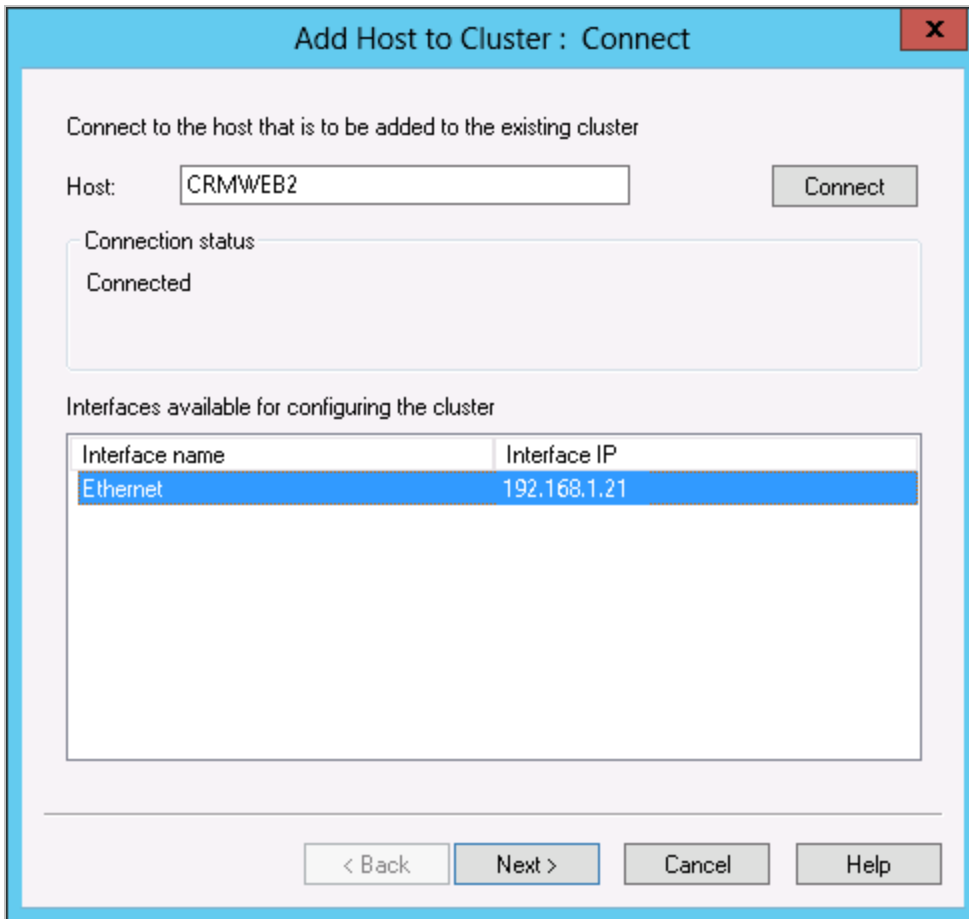 Add Host to Cluster : Connect
x
Connect to the host that is to be added to the existing cluster
Host: CRMWEB2 Connect
Connection status
Connected
Interfaces available for configuring the cluster
Interface name Interface IP
Ethernet 192.168.1.21
< Back Next > Cancel Help